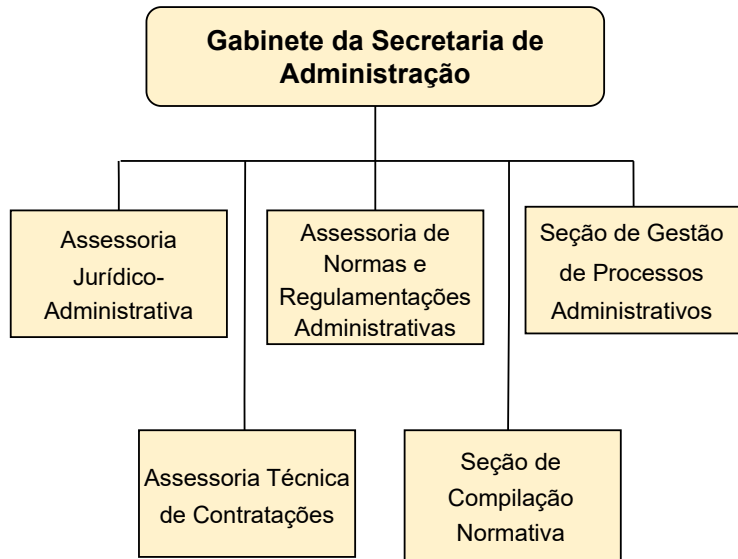 Gabinete da Secretaria de
Administração
Assessoria
Jurídico-
Administrativa
Assessoria de
Normas e
Regulamentações
Administrativas
Seção de Gestão
de Processos
Administrativos
Assessoria Técnica
de Contratações
Seção de
Compilação
Normativa